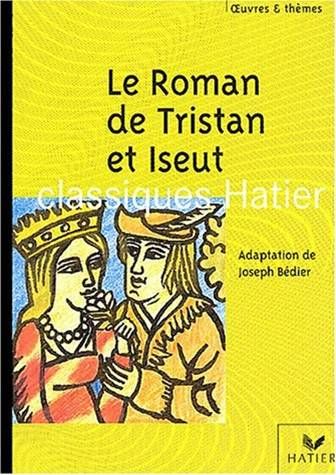 Œuvres & thèmes
Le Roman
de Tristan
et Iseut
classiques Hatier
Adaptation de
Joseph Bédier
HATIER